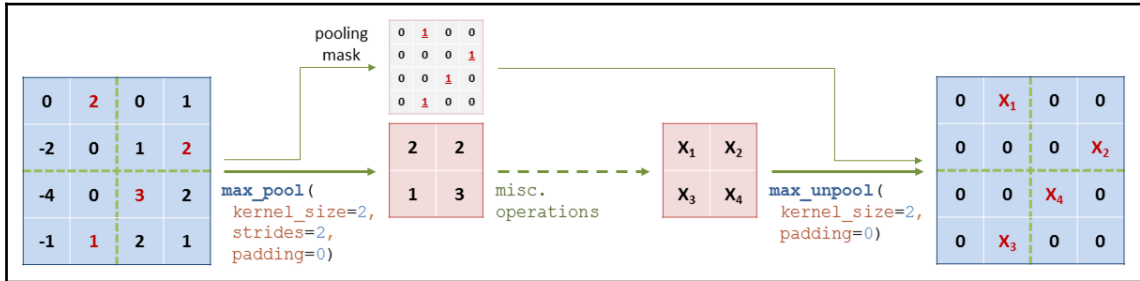 pooling
mask
0 1 0 0
0 0 0 1
0 0 1 0
0 1 0 0
0 2 0 1
-2 0 1 2
-4 0 3 2
-1 1 2 1
max_pool(
kernel_size=2,
strides=2,
padding=0)
2 2
1 3
misc.
operations
X1 X2
X3 X4
max_unpool(
kernel_size=2,
padding=0)
0 X1 0 0
0 0 0 X2
0 0 X4 0
0 X3 0 0